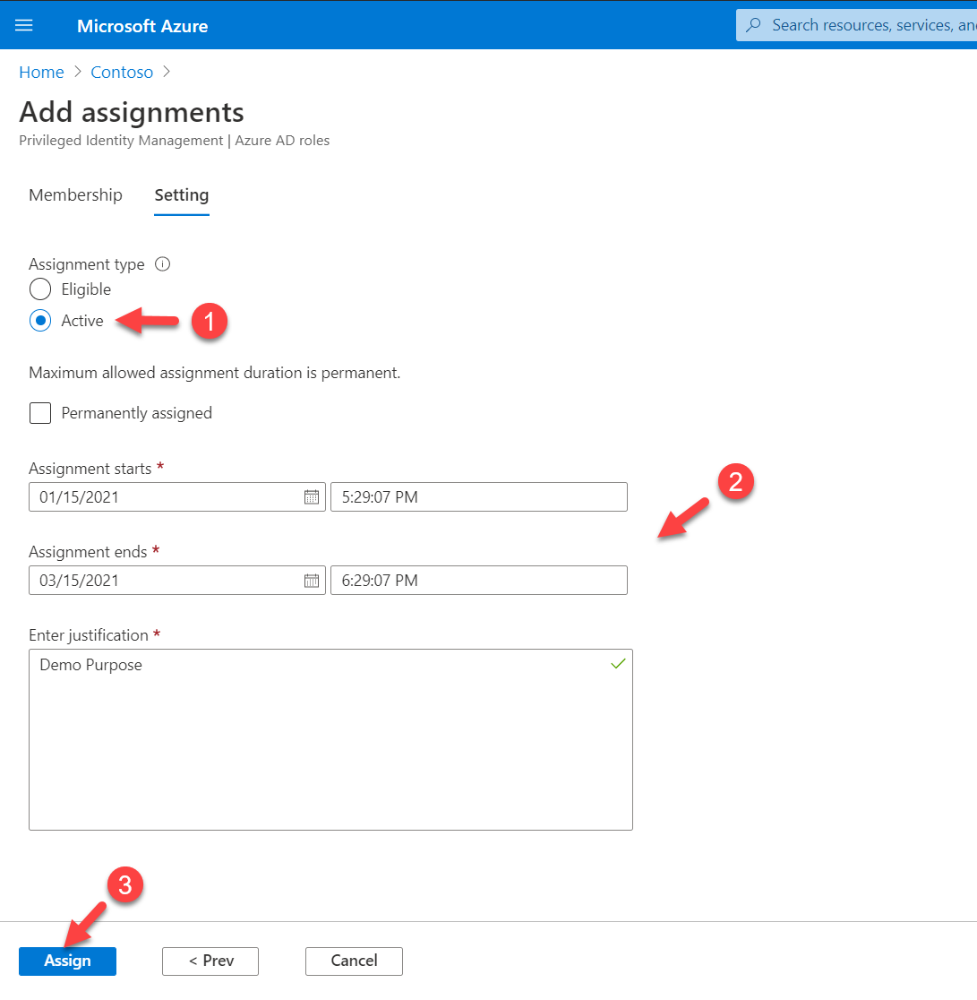 Microsoft Azure
Search resources, services, an
Home > Contoso >
Add assignments
Privileged Identity Management | Azure AD roles
Membership Setting
Assignment type
Eligible
Active
1
Maximum allowed assignment duration is permanent.
Permanently assigned
2
Assignment starts *
01/15/2021 5:29:07 PM
Assignment ends *
03/15/2021 6:29:07 PM
Enter justification *
Demo Purpose
3
Assign < Prev Cancel